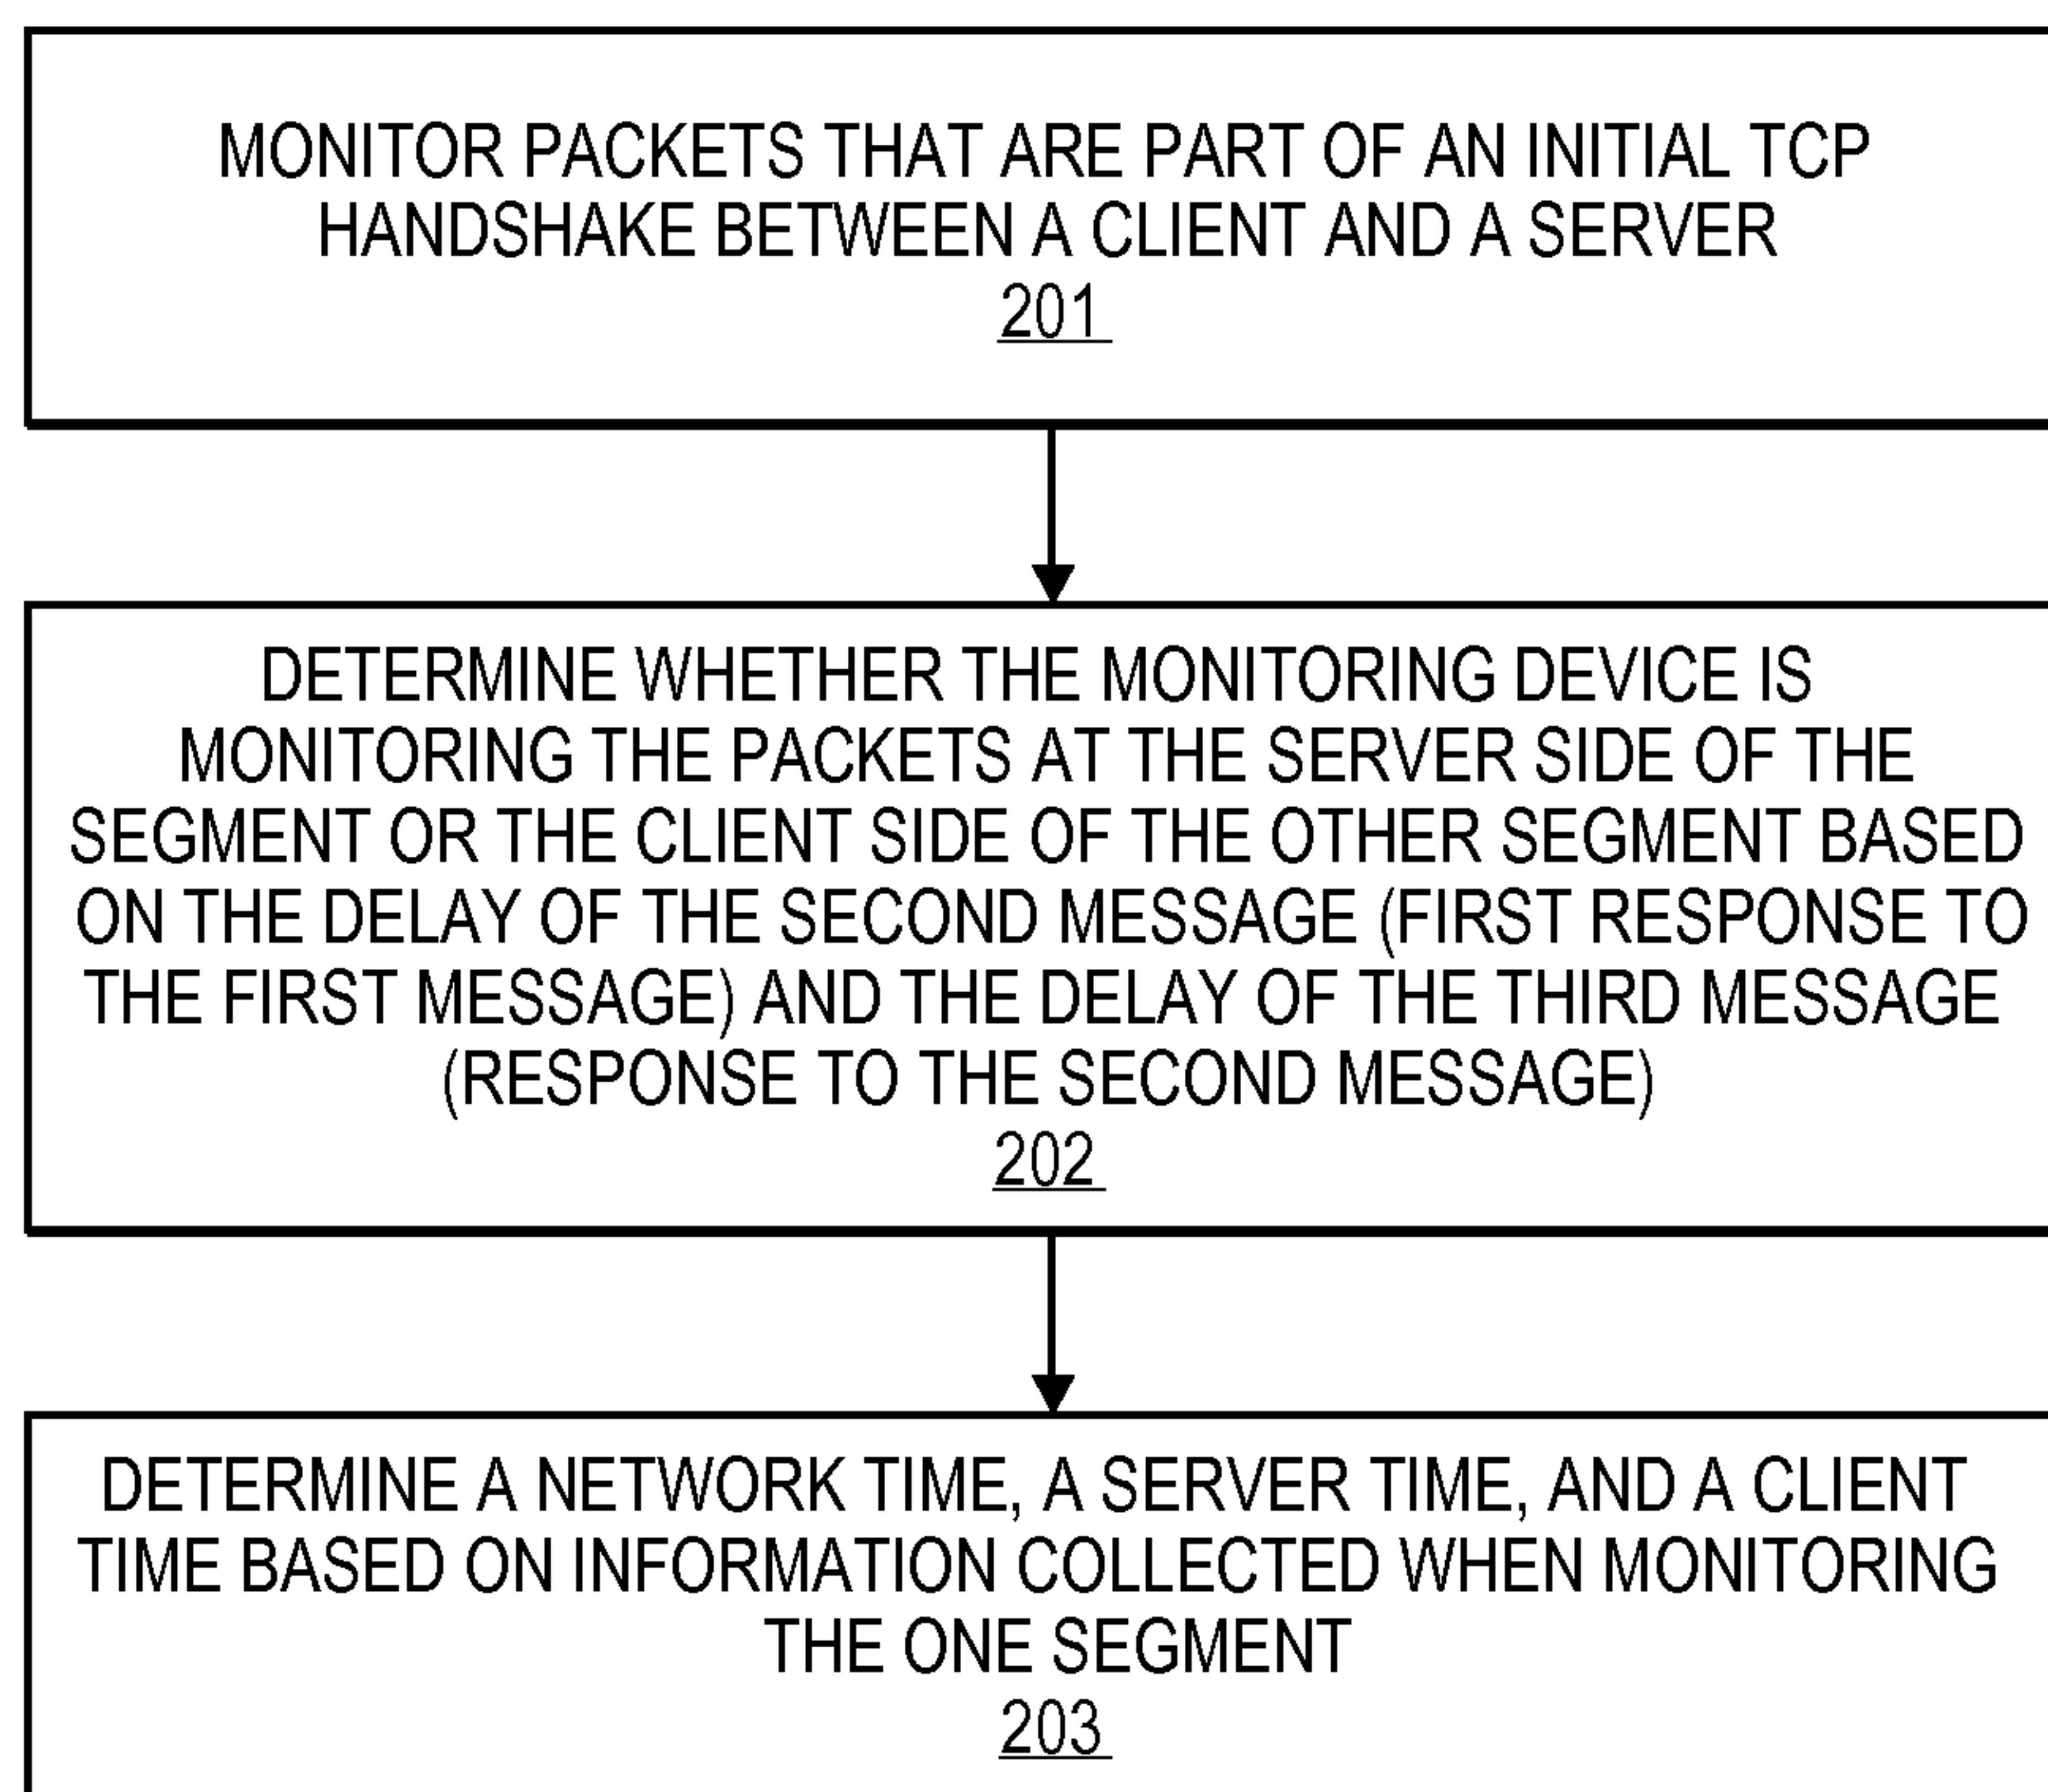 MONITOR PACKETS THAT ARE PART OF AN INITIAL TCP
HANDSHAKE BETWEEN A CLIENT AND A SERVER
201
DETERMINE WHETHER THE MONITORING DEVICE IS
MONITORING THE PACKETS AT THE SERVER SIDE OF THE
SEGMENT OR THE CLIENT SIDE OF THE OTHER SEGMENT BASED
ON THE DELAY OF THE SECOND MESSAGE (FIRST RESPONSE TO
THE FIRST MESSAGE) AND THE DELAY OF THE THIRD MESSAGE
(RESPONSE TO THE SECOND MESSAGE)
202
DETERMINE A NETWORK TIME, A SERVER TIME, AND A CLIENT
TIME BASED ON INFORMATION COLLECTED WHEN MONITORING
THE ONE SEGMENT
203